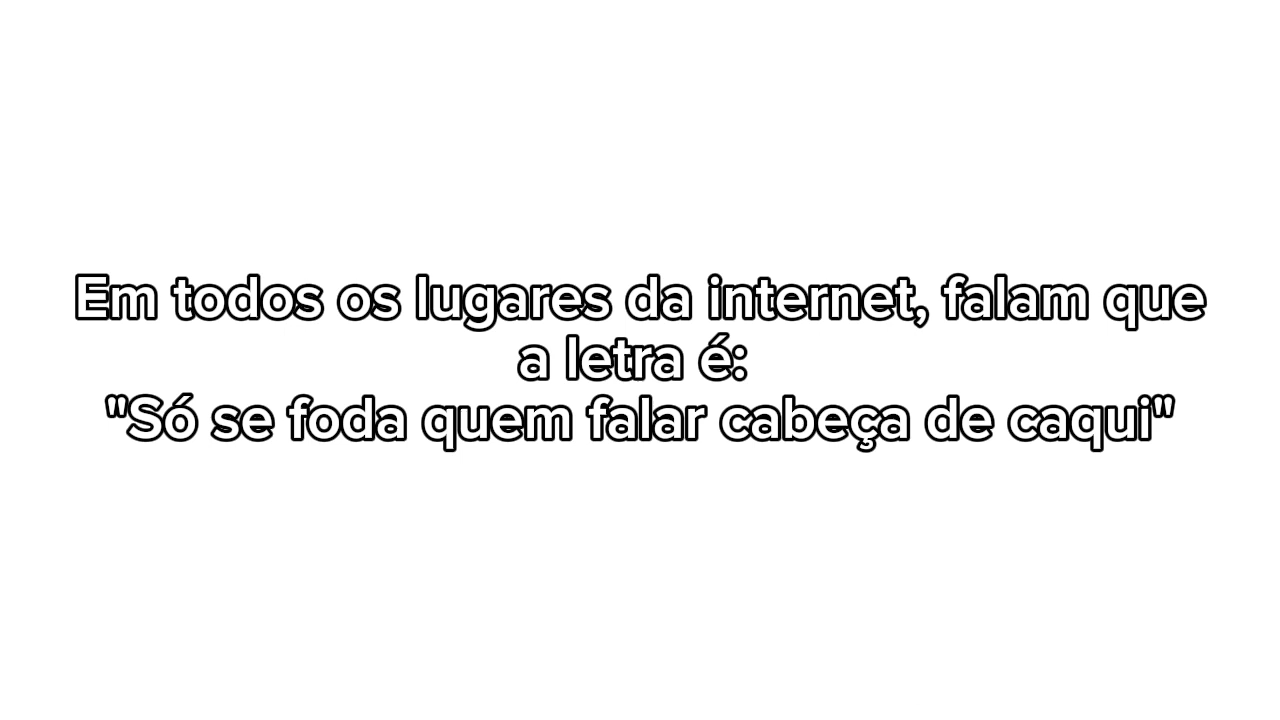 Em todos os lugares da internet, falam que
a letra é:
"Só se foda quem falar cabeça de caqui"